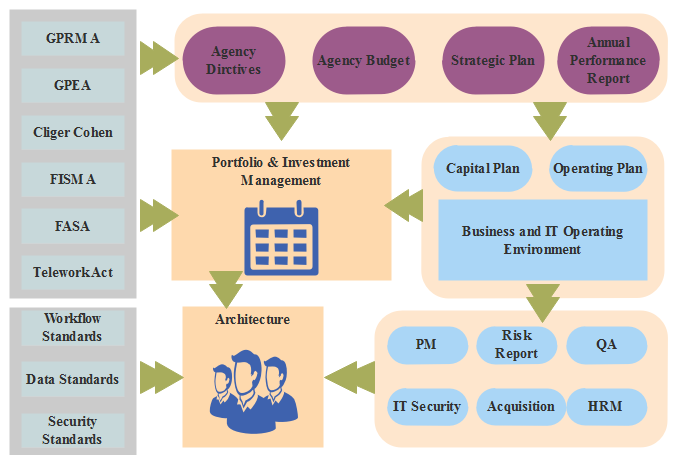 GPRM A
GPEA
Cliger Cohen
FISM A
FASA
Telework Act
Workflow
Standards
Data Standards
Security
Standards
Agency
Dirctives
Agency Budget
Strategic Plan
Annual
Performance
Report
Portfolio & Investment
Management
Capital Plan
Operating Plan
Business and IT Operating
Environment
Architecture
PM
Risk
Report
QA
IT Security
Acquisition
HRM